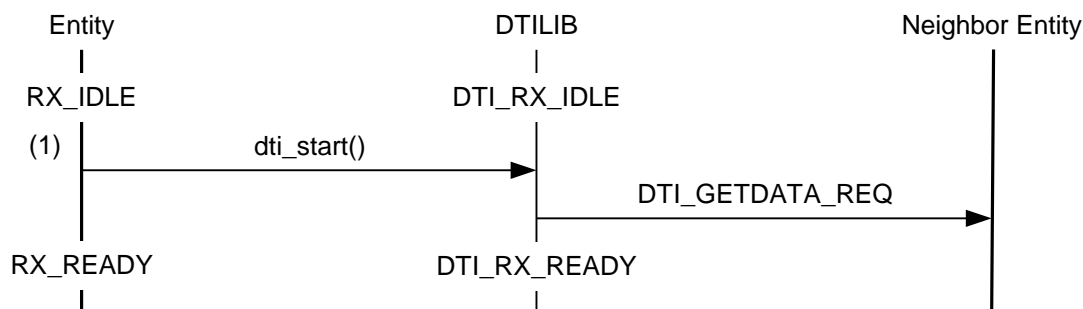 Entity DTILIB Neighbor Entity
RX_IDLE DTI_RX_IDLE
(1) dti_start()
DTI_GETDATA_REQ
RX_READY DTI_RX_READY